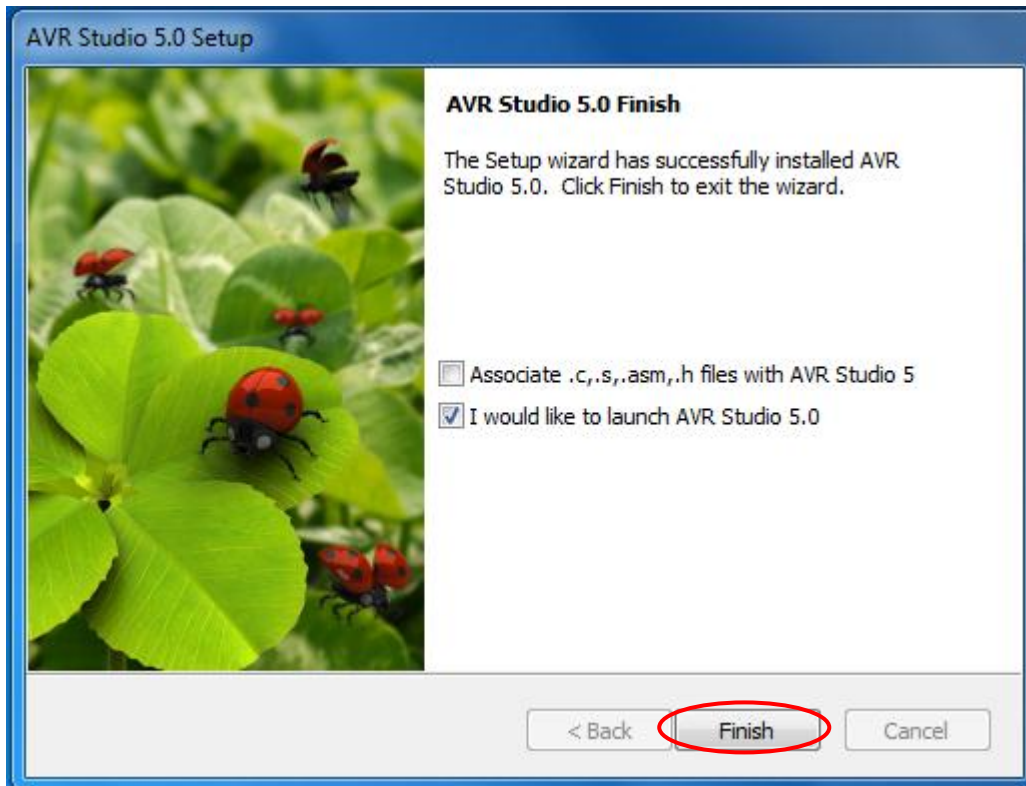 AVR Studio 5.0 Setup
AVR Studio 5.0 Finish
The Setup wizard has successfully installed AVR
Studio 5.0.  Click Finish to exit the wizard.
Associate .c,.s,.asm,.h files with AVR Studio 5
I would like to launch AVR Studio 5.0
< Back
Finish
Cancel